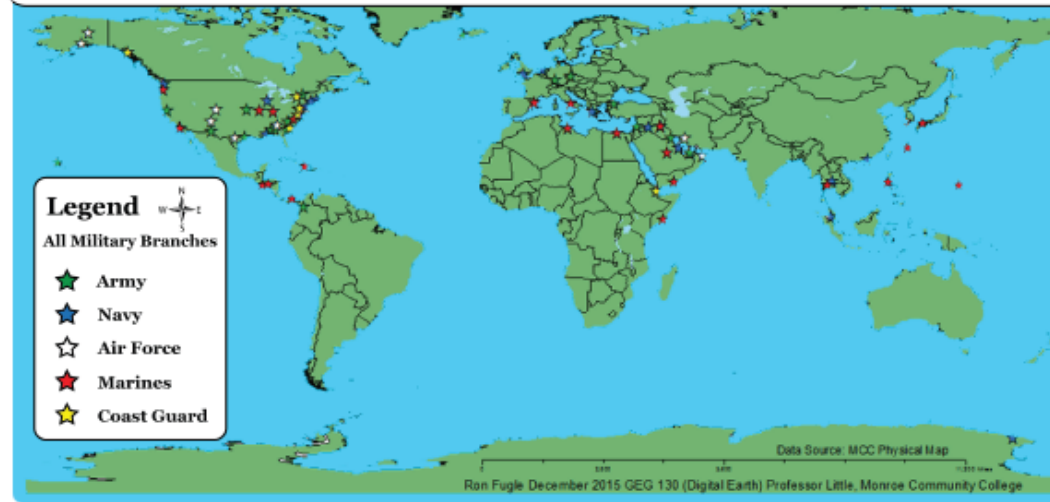 Legend
N
W
E
S
All Military Branches
Army
Navy
Air Force
Marines
Coast Guard
Data Source: MCC Physical Map
0
Ron Fugle December 2015 GEG 130 (Digital Earth) Professor Little, Monroe Community College